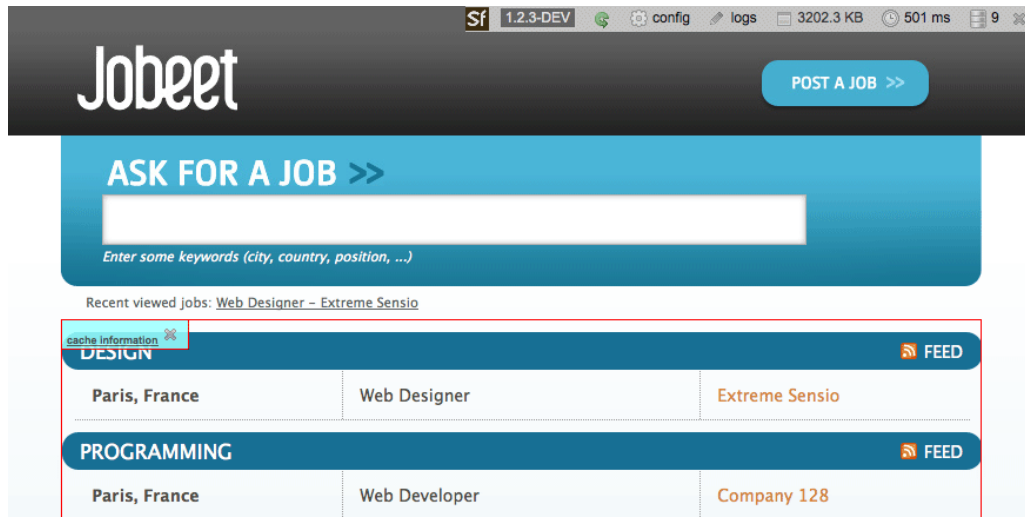 Sf 1.2.3-DEV config logs 3202.3 KB 501 ms 9
Jobeet
POST A JOB >>
ASK FOR A JOB >>
Enter some keywords (city, country, position, ...)
Recent viewed jobs: Web Designer – Extreme Sensio
cache information
DESIGN FEED
Paris, France Web Designer Extreme Sensio
PROGRAMMING FEED
Paris, France Web Developer Company 128